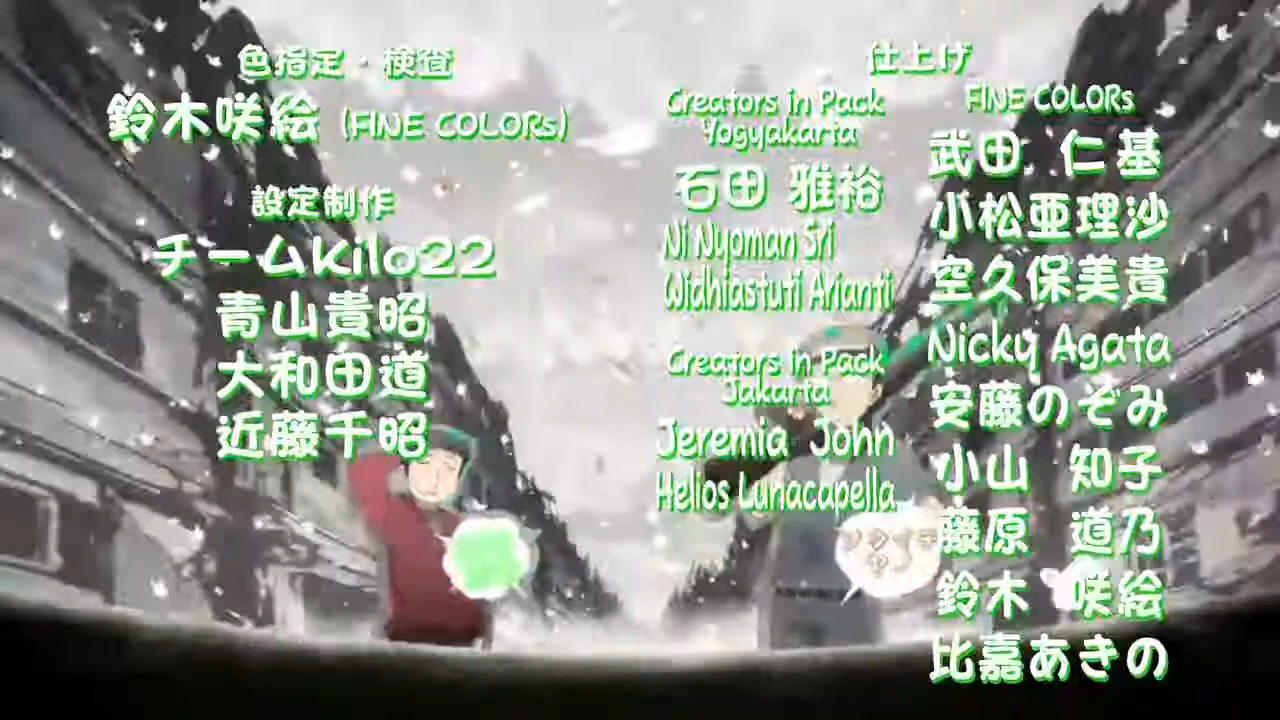 色指定・検査
鈴木咲絵 (FINE COLORs)
設定制作
チームKilo22
青山貴昭
大和田道
近藤千昭
仕上げ
Creators in Pack
Yogyakarta
石田 雅裕
Ni Nyoman Sri
Widhiastuti Arianti
Creators in Pack
Jakarta
Jeremia John
Helios Lunacapella
FINE COLORs
武田 仁基
小松亜理沙
空久保美貴
Nicky Agata
安藤のぞみ
小山 知子
藤原 道乃
鈴木 咲絵
比嘉あきの